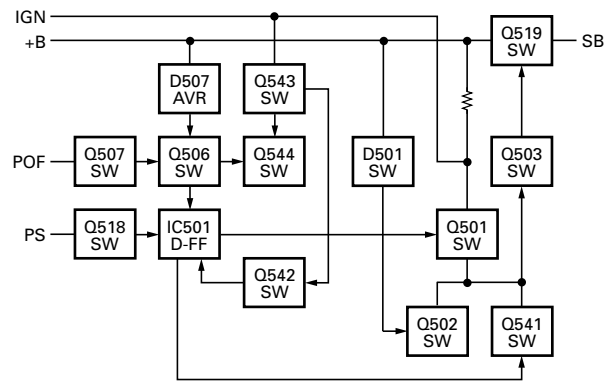 IGN
+B
Q519
SW
SB
D507
AVR
Q543
SW
POF
Q507
SW
Q506
SW
Q544
SW
D501
SW
Q503
SW
PS
Q518
SW
IC501
D-FF
Q501
SW
Q542
SW
Q502
SW
Q541
SW